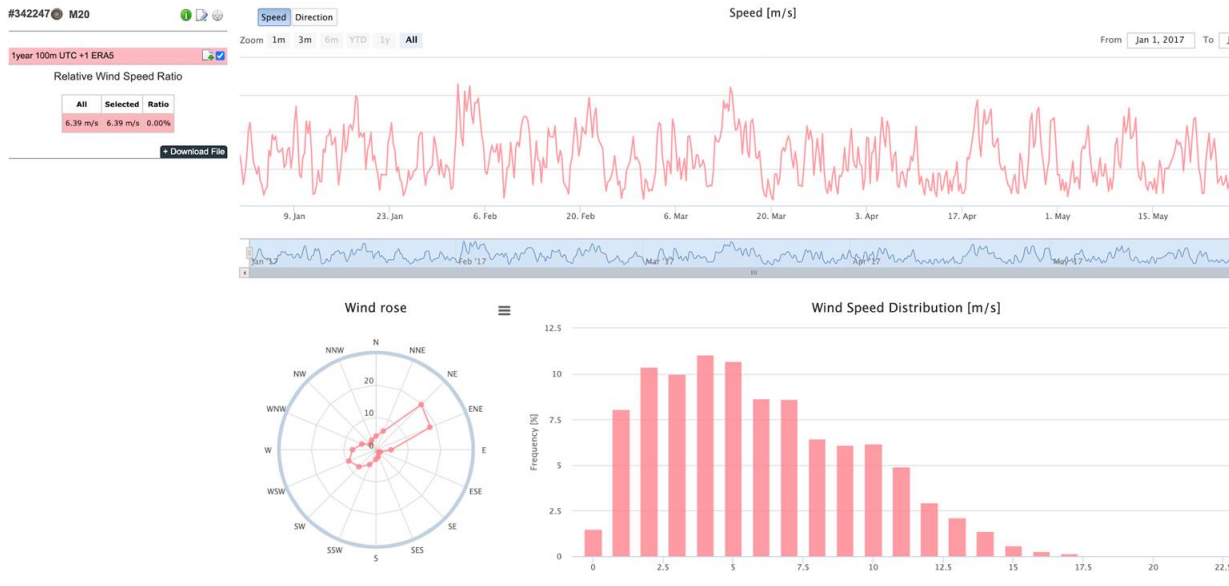 #342247 M20
1year 100m UTC +1 ERA5
Relative Wind Speed Ratio
All Selected Ratio
6.39 m/s 6.39 m/s 0.00%
+ Download File
Speed Direction
Speed [m/s]
Zoom 1m 3m 6m YTD 1y All
From Jan 1, 2017 To
9. Jan 23. Jan 6. Feb 20. Feb 6. Mar 20. Mar 3. Apr 17. Apr 1. May 15. May
Jan '17 Feb '17 Mar '17 Apr '17 May '17
Wind rose
N
NNE
NE
ENE
E
ESE
SE
SES
S
SSW
SW
WSW
W
WNW
NW
NNW
20
10
0
Wind Speed Distribution [m/s]
Frequency [%]
12.5
10
7.5
5
2.5
0
0 2.5 5 7.5 10 12.5 15 17.5 20 22.5